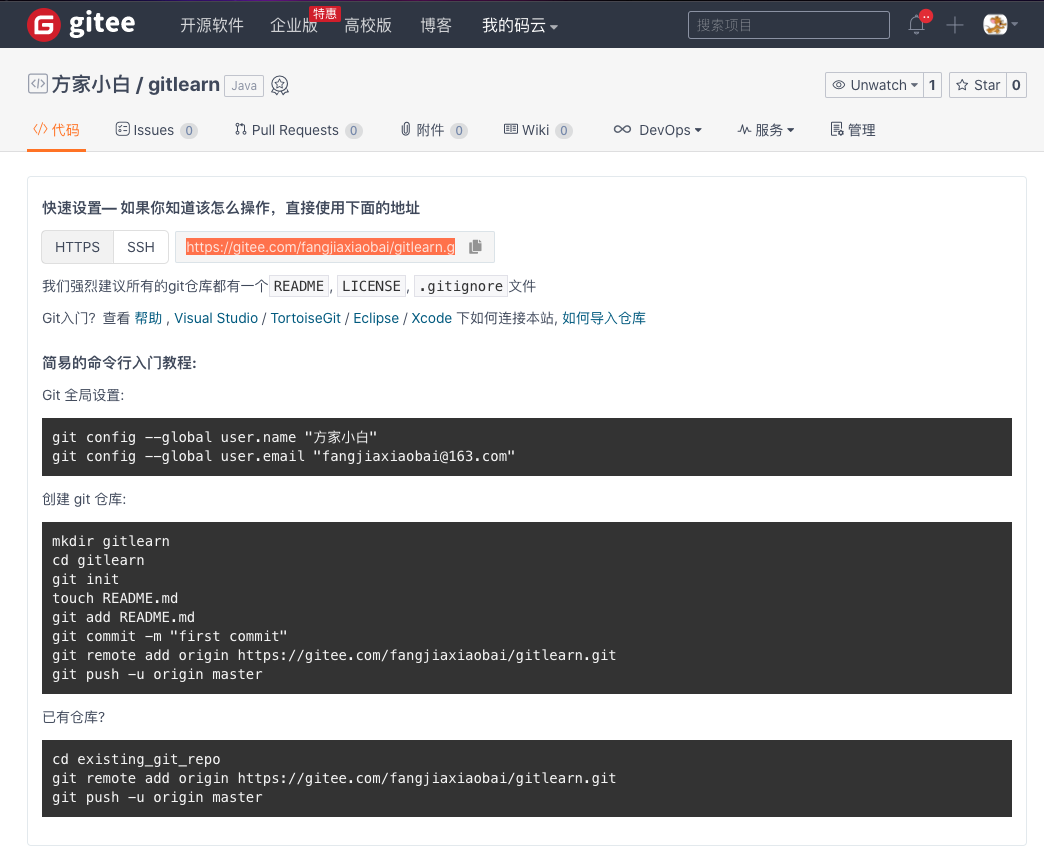 gitee 开源软件 企业版 特惠 高校版 博客 我的码云 搜索项目
方家小白 / gitlearn Java Unwatch 1 Star 0
代码 Issues 0 Pull Requests 0 附件 0 Wiki 0 DevOps 服务 管理
快速设置— 如果你知道该怎么操作，直接使用下面的地址
HTTPS SSH https://gitee.com/fangjiaxiaobai/gitlearn.g
我们强烈建议所有的git仓库都有一个 README , LICENSE , .gitignore 文件
Git入门？查看 帮助 , Visual Studio / TortoiseGit / Eclipse / Xcode 下如何连接本站, 如何导入仓库
简易的命令行入门教程:
Git 全局设置:
git config --global user.name "方家小白"
git config --global user.email "fangjiaxiaobai@163.com"
创建 git 仓库:
mkdir gitlearn
cd gitlearn
git init
touch README.md
git add README.md
git commit -m "first commit"
git remote add origin https://gitee.com/fangjiaxiaobai/gitlearn.git
git push -u origin master
已有仓库?
cd existing_git_repo
git remote add origin https://gitee.com/fangjiaxiaobai/gitlearn.git
git push -u origin master